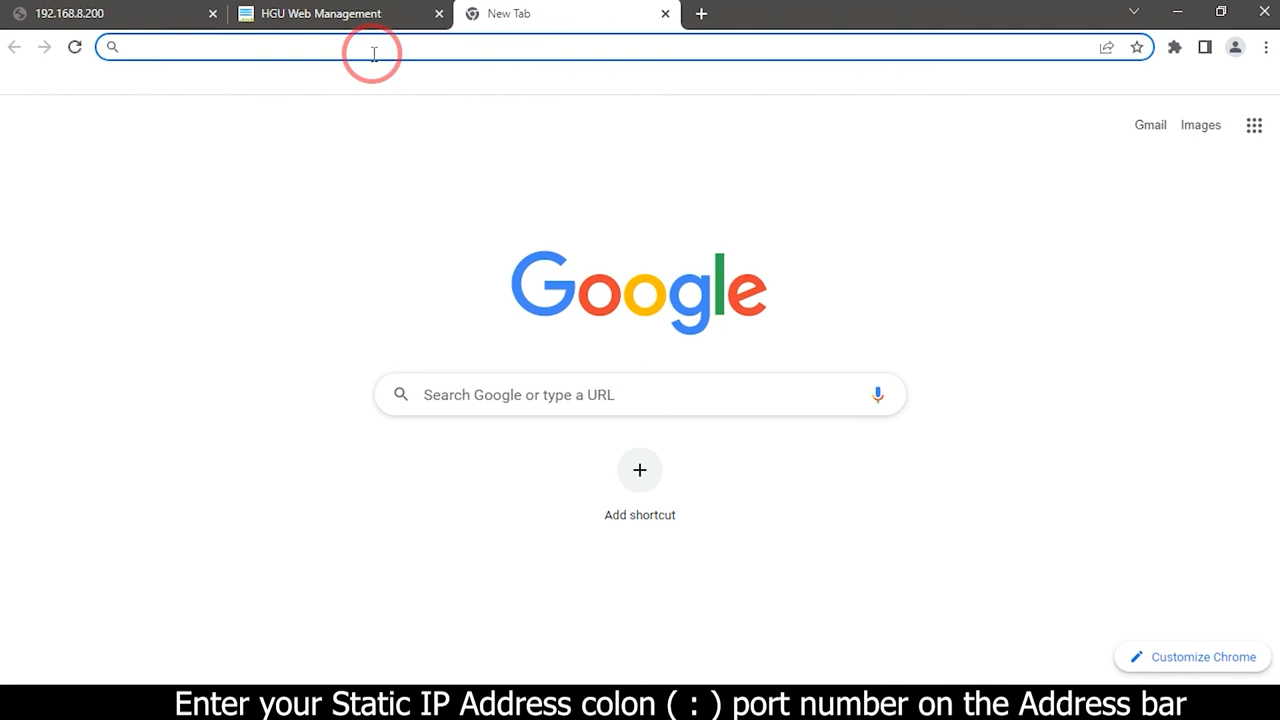 192.168.8.200
HGU Web Management
New Tab
Gmail Images
Google
Search Google or type a URL
Add shortcut
Customize Chrome
Enter your Static IP Address colon ( : ) port number on the Address bar